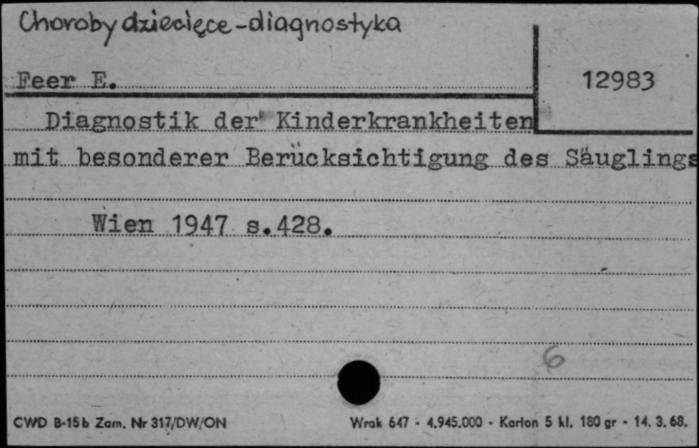 Choroby dziecięce-diagnostyka
Feer E.
12983
Diagnostik der Kinderkrankheiten
mit besonderer Berücksichtigung des Säuglings
Wien 1947 s.428.
6
CWD B-15b Zam. Nr 317/DW/ON
Wrak 647 - 4.945.000 - Karton 5 kl. 180 gr - 14. 3. 68.